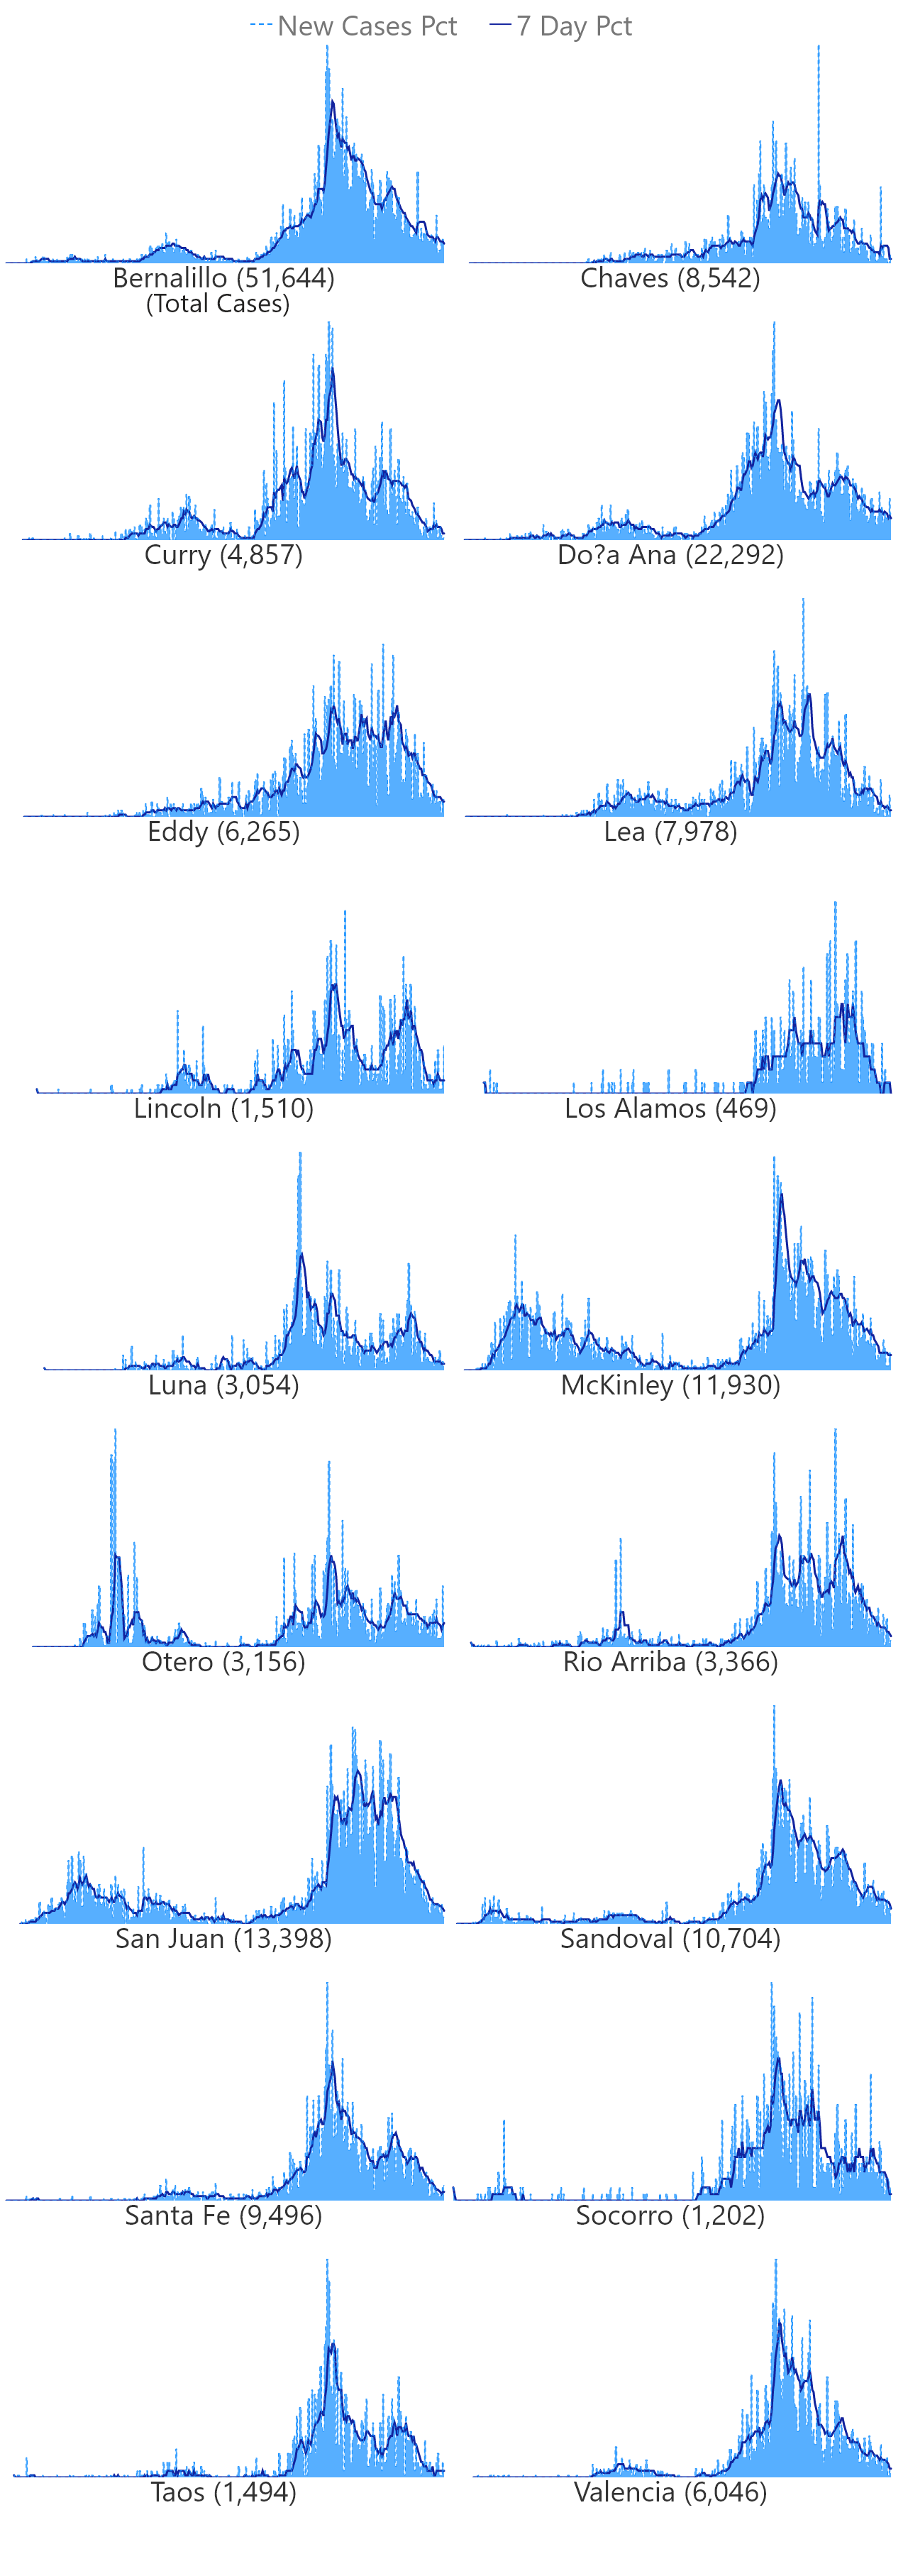 New Cases Pct 7 Day Pct
Bernalillo (51,644) Chaves (8,542)
(Total Cases)
Curry (4,857) Do?a Ana (22,292)
Eddy (6,265) Lea (7,978)
Lincoln (1,510) Los Alamos (469)
Luna (3,054) McKinley (11,930)
Otero (3,156) Rio Arriba (3,366)
San Juan (13,398) Sandoval (10,704)
Santa Fe (9,496) Socorro (1,202)
Taos (1,494) Valencia (6,046)